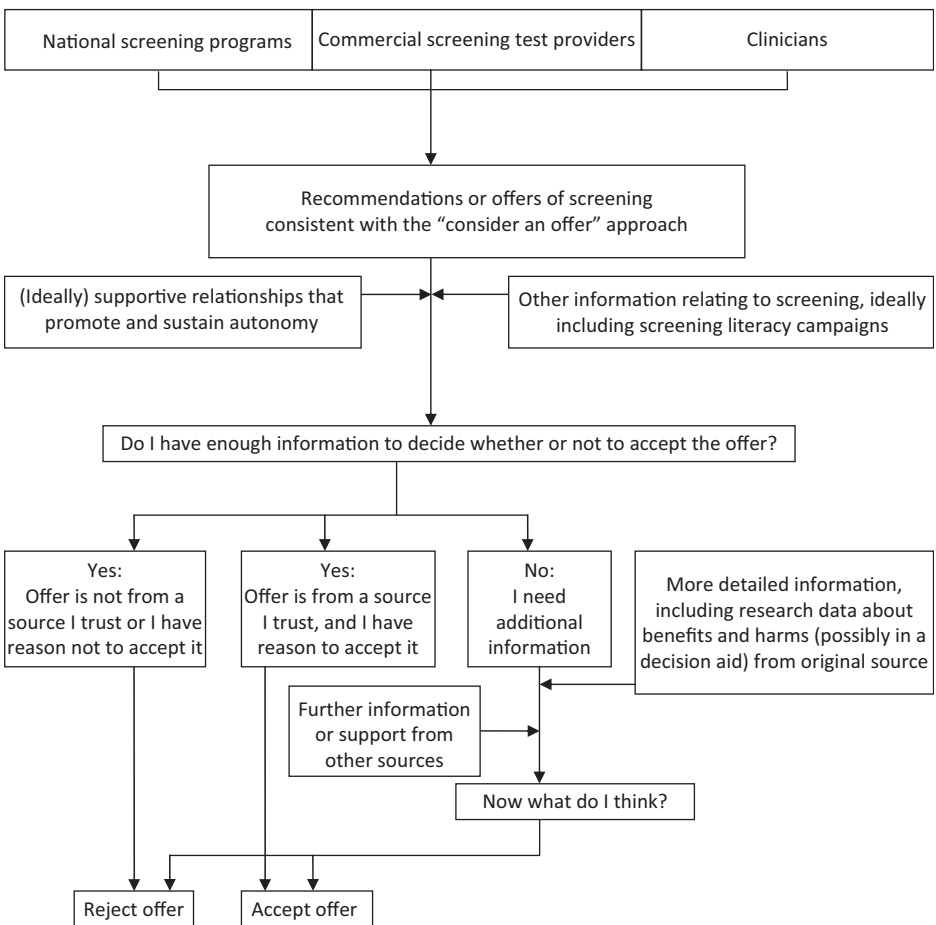 National screening programs
Commercial screening test providers
Clinicians
Recommendations or offers of screening
consistent with the “consider an offer” approach
(Ideally) supportive relationships that
promote and sustain autonomy
Other information relating to screening, ideally
including screening literacy campaigns
Do I have enough information to decide whether or not to accept the offer?
Yes:
Offer is not from a
source I trust or I have
reason not to accept it
Yes:
Offer is from a source
I trust, and I have
reason to accept it
No:
I need
additional
information
More detailed information,
including research data about
benefits and harms (possibly in a
decision aid) from original source
Further information
or support from
other sources
Now what do I think?
Reject offer
Accept offer